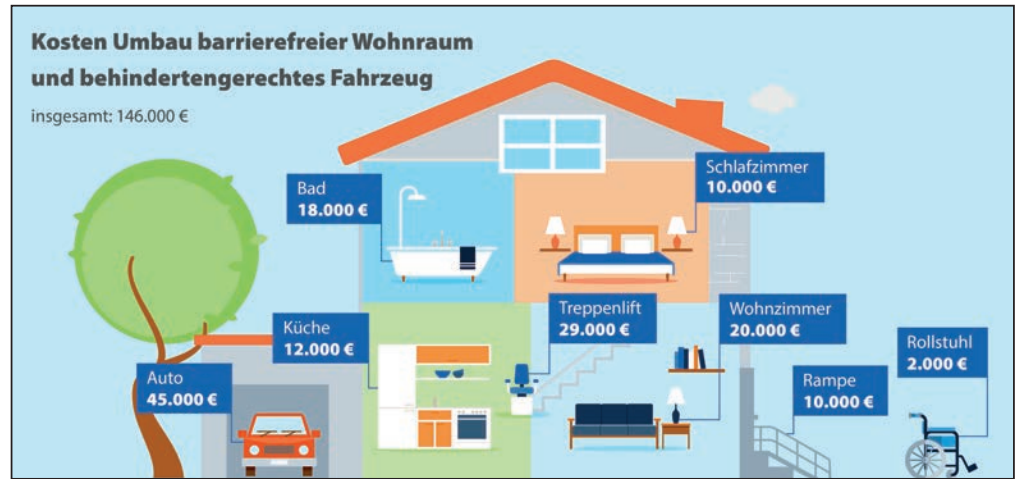 Kosten Umbau barrierefreier Wohnraum
und behindertengerechtes Fahrzeug
insgesamt: 146.000 €
Schlafzimmer
10.000 €
Bad
18.000 €
Treppenlift
29.000 €
Wohnzimmer
20.000 €
Küche
12.000 €
Rollstuhl
2.000 €
Auto
45.000 €
Rampe
10.000 €